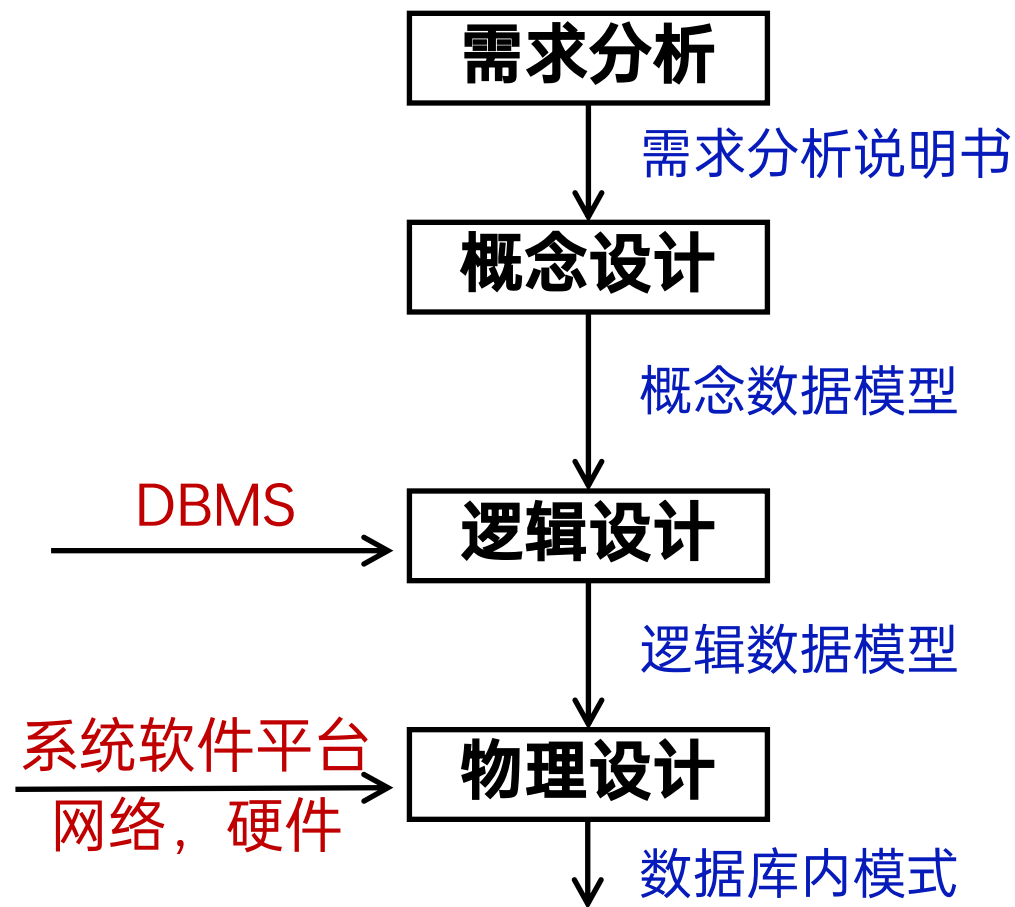 需求分析
需求分析说明书
概念设计
概念数据模型
DBMS
逻辑设计
逻辑数据模型
系统软件平台
物理设计
网络，硬件
数据库内模式